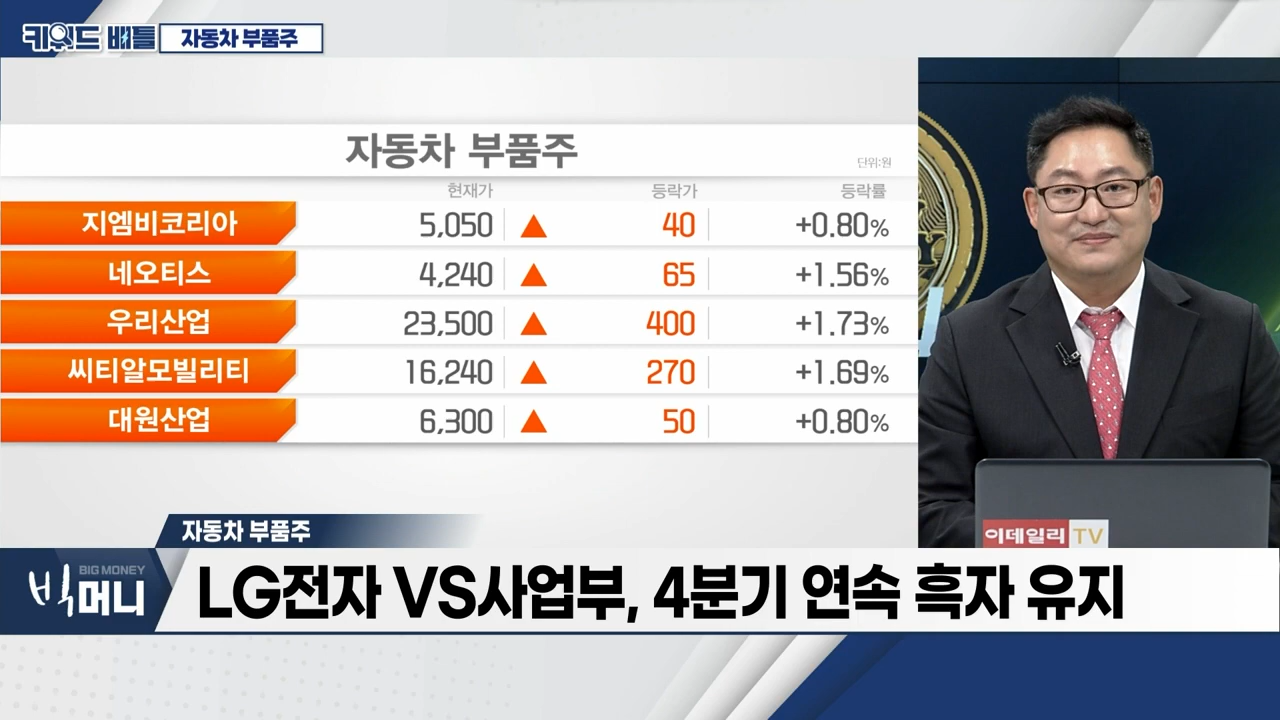 키워드 배틀 자동차 부품주
자동차 부품주
단위:원
현재가 등락가 등락률
지엠비코리아 5,050 ▲ 40 +0.80%
네오티스 4,240 ▲ 65 +1.56%
우리산업 23,500 ▲ 400 +1.73%
씨티알모빌리티 16,240 ▲ 270 +1.69%
대원산업 6,300 ▲ 50 +0.80%
이데일리 TV
자동차 부품주
BIG MONEY
빅머니
LG전자 VS사업부, 4분기 연속 흑자 유지